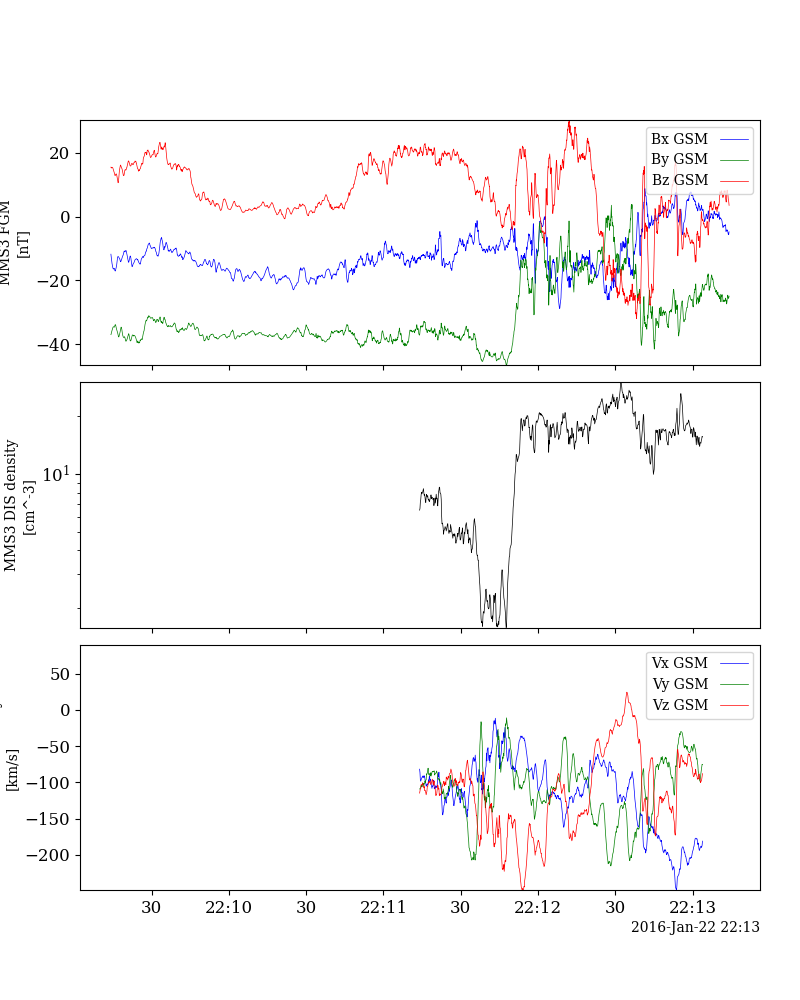 20
0
−20
−40
MMS3 FGM
[nT]
Bx GSM
By GSM
Bz GSM
10^1
MMS3 DIS density
[cm^-3]
50
0
−50
−100
−150
−200
[km/s]
Vx GSM
Vy GSM
Vz GSM
30 22:10 30 22:11 30 22:12 30 22:13
2016-Jan-22 22:13